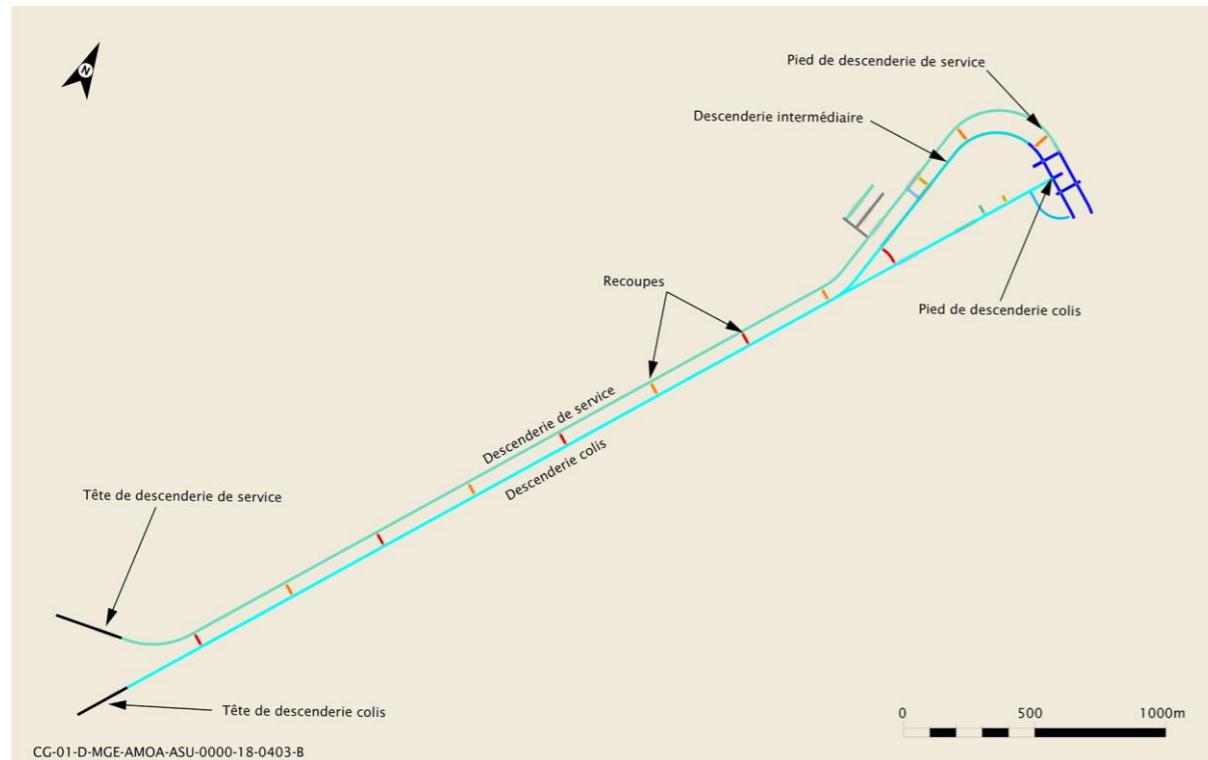 N
Pied de descenderie de service
Descenderie intermédiaire
Recoupes
Pied de descenderie colis
Descenderie de service
Descenderie colis
Tête de descenderie de service
Tête de descenderie colis
0 500 1000m
CG-01-D-MGE-AMOA-ASU-0000-18-0403-B